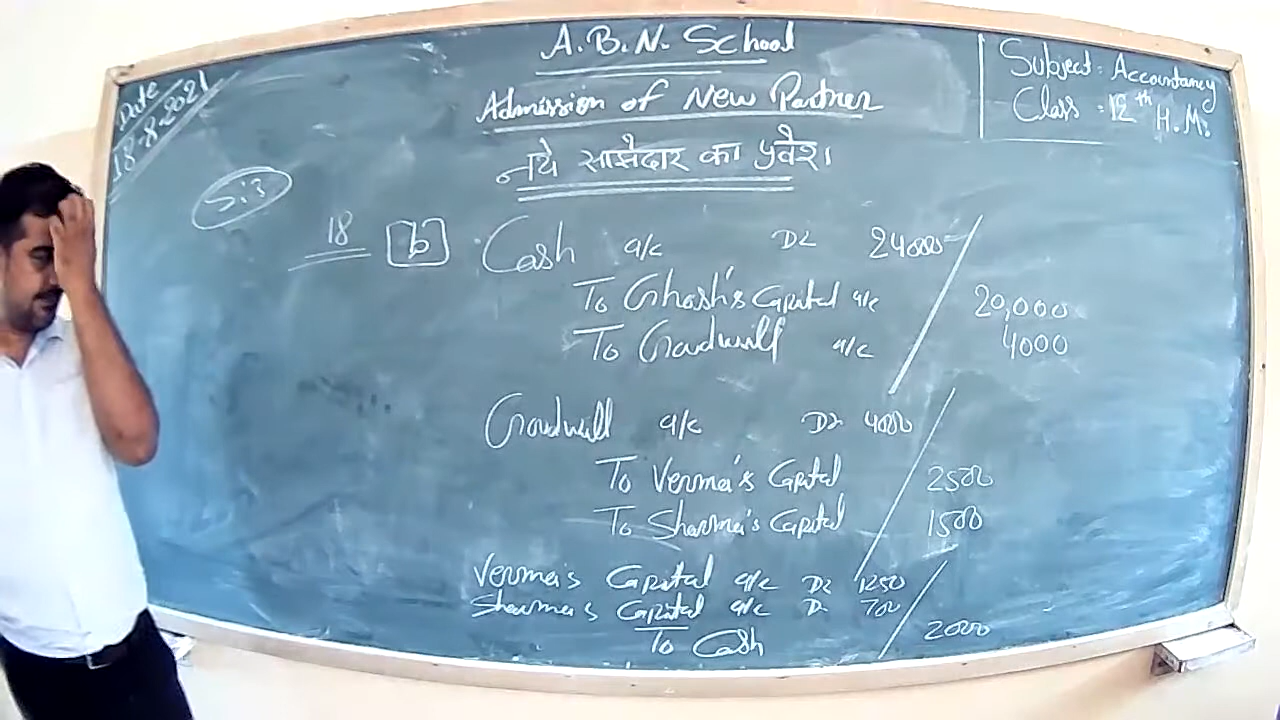 A.B.N. School
Admission of New Partner
नये साझेदार का प्रवेश।
Date
18-8-2021
Subject: Accountancy
Class : 12th H.M.
5:3
18 b Cash a/c Dr 24000
To Ghosh's Capital a/c 20,000
To Goodwill a/c 4000
Goodwill a/c Dr 4000
To Verma's Capital 2500
To Sharma's Capital 1500
Verma's Capital a/c Dr 1250
Sharma's Capital a/c Dr
To Cash 2000